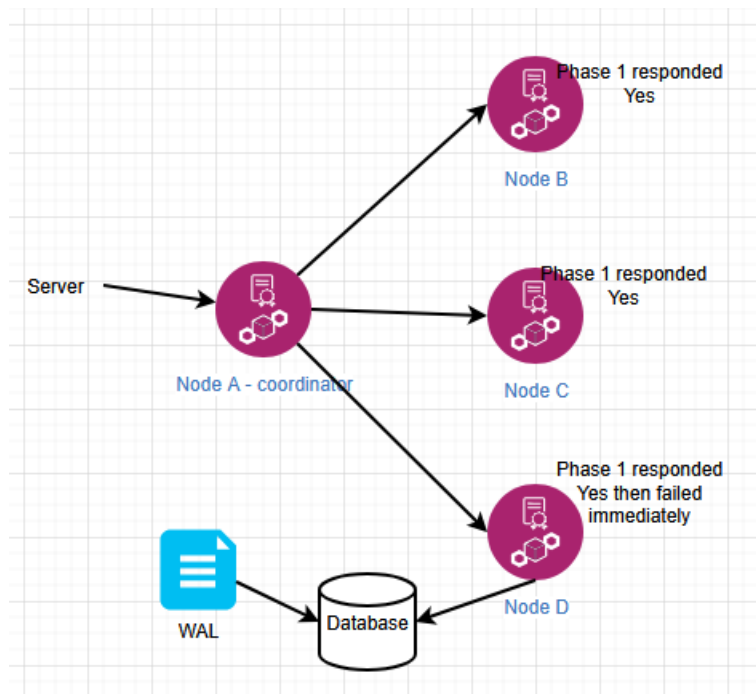 Phase 1 responded
Yes
Node B
Server
Phase 1 responded
Yes
Node A - coordinator
Node C
Phase 1 responded
Yes then failed
immediately
Node D
WAL
Database